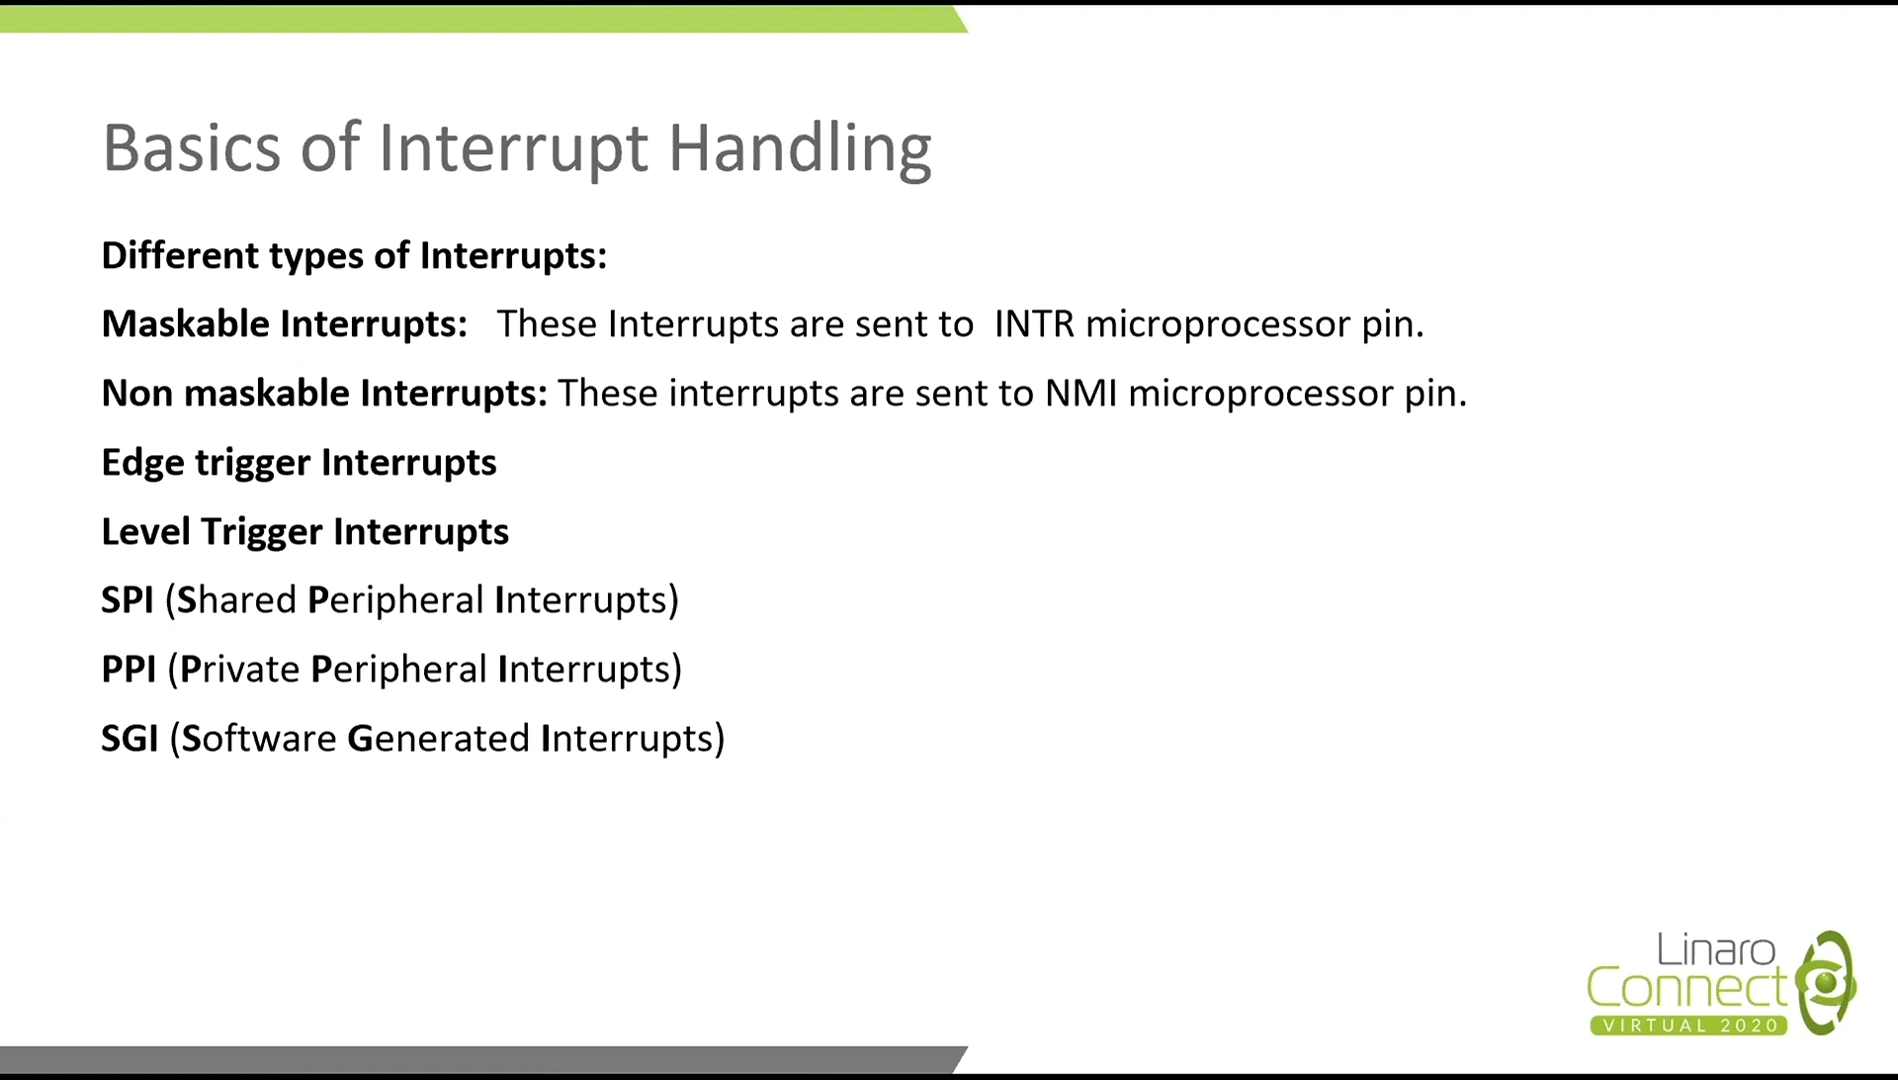 Basics of Interrupt Handling
Different types of Interrupts:
Maskable Interrupts: These Interrupts are sent to INTR microprocessor pin.
Non maskable Interrupts: These interrupts are sent to NMI microprocessor pin.
Edge trigger Interrupts
Level Trigger Interrupts
SPI (Shared Peripheral Interrupts)
PPI (Private Peripheral Interrupts)
SGI (Software Generated Interrupts)
Linaro
Connect
VIRTUAL 2020